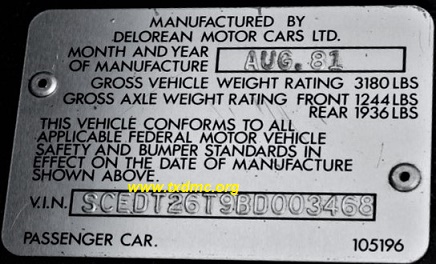 MANUFACTURED BY
DELOREAN MOTOR CARS LTD.
MONTH AND YEAR
OF MANUFACTURE AUG. 81
GROSS VEHICLE WEIGHT RATING 3180 LBS
GROSS AXLE WEIGHT RATING FRONT 1244 LBS
REAR 1936 LBS
THIS VEHICLE CONFORMS TO ALL
APPLICABLE FEDERAL MOTOR VEHICLE
SAFETY AND BUMPER STANDARDS IN
EFFECT ON THE DATE OF MANUFACTURE
SHOWN ABOVE.
www.txdmc.org
V.I.N. SCEDT26T9BD003468
PASSENGER CAR. 105196